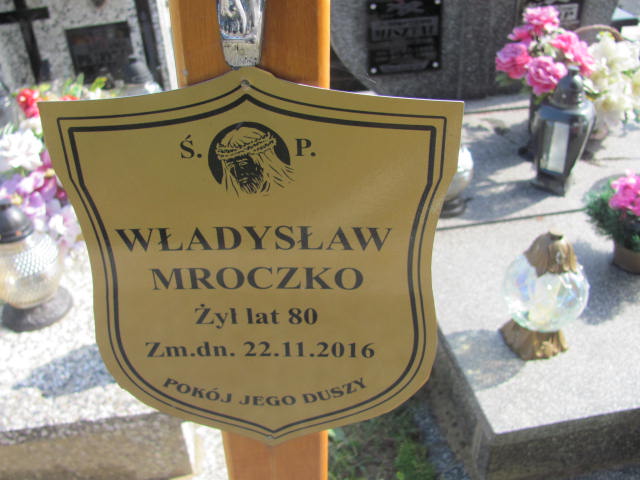 Ś. P.
WŁADYSŁAW
MROCZKO
Żył lat 80
Zm.dn. 22.11.2016
POKÓJ JEGO DUSZY